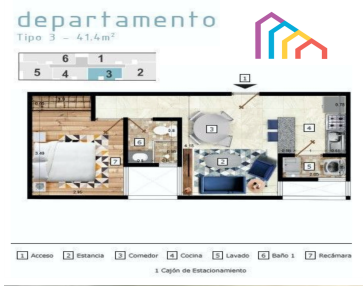 departamento
Tipo 3 - 41.4m²
6 1
5 4 3 2
1
3
4
6
7
2
5
1 Acceso 2 Estancia 3 Comedor 4 Cocina 5 Lavado 6 Baño 1 7 Recámara
1 Cajón de Estacionamiento